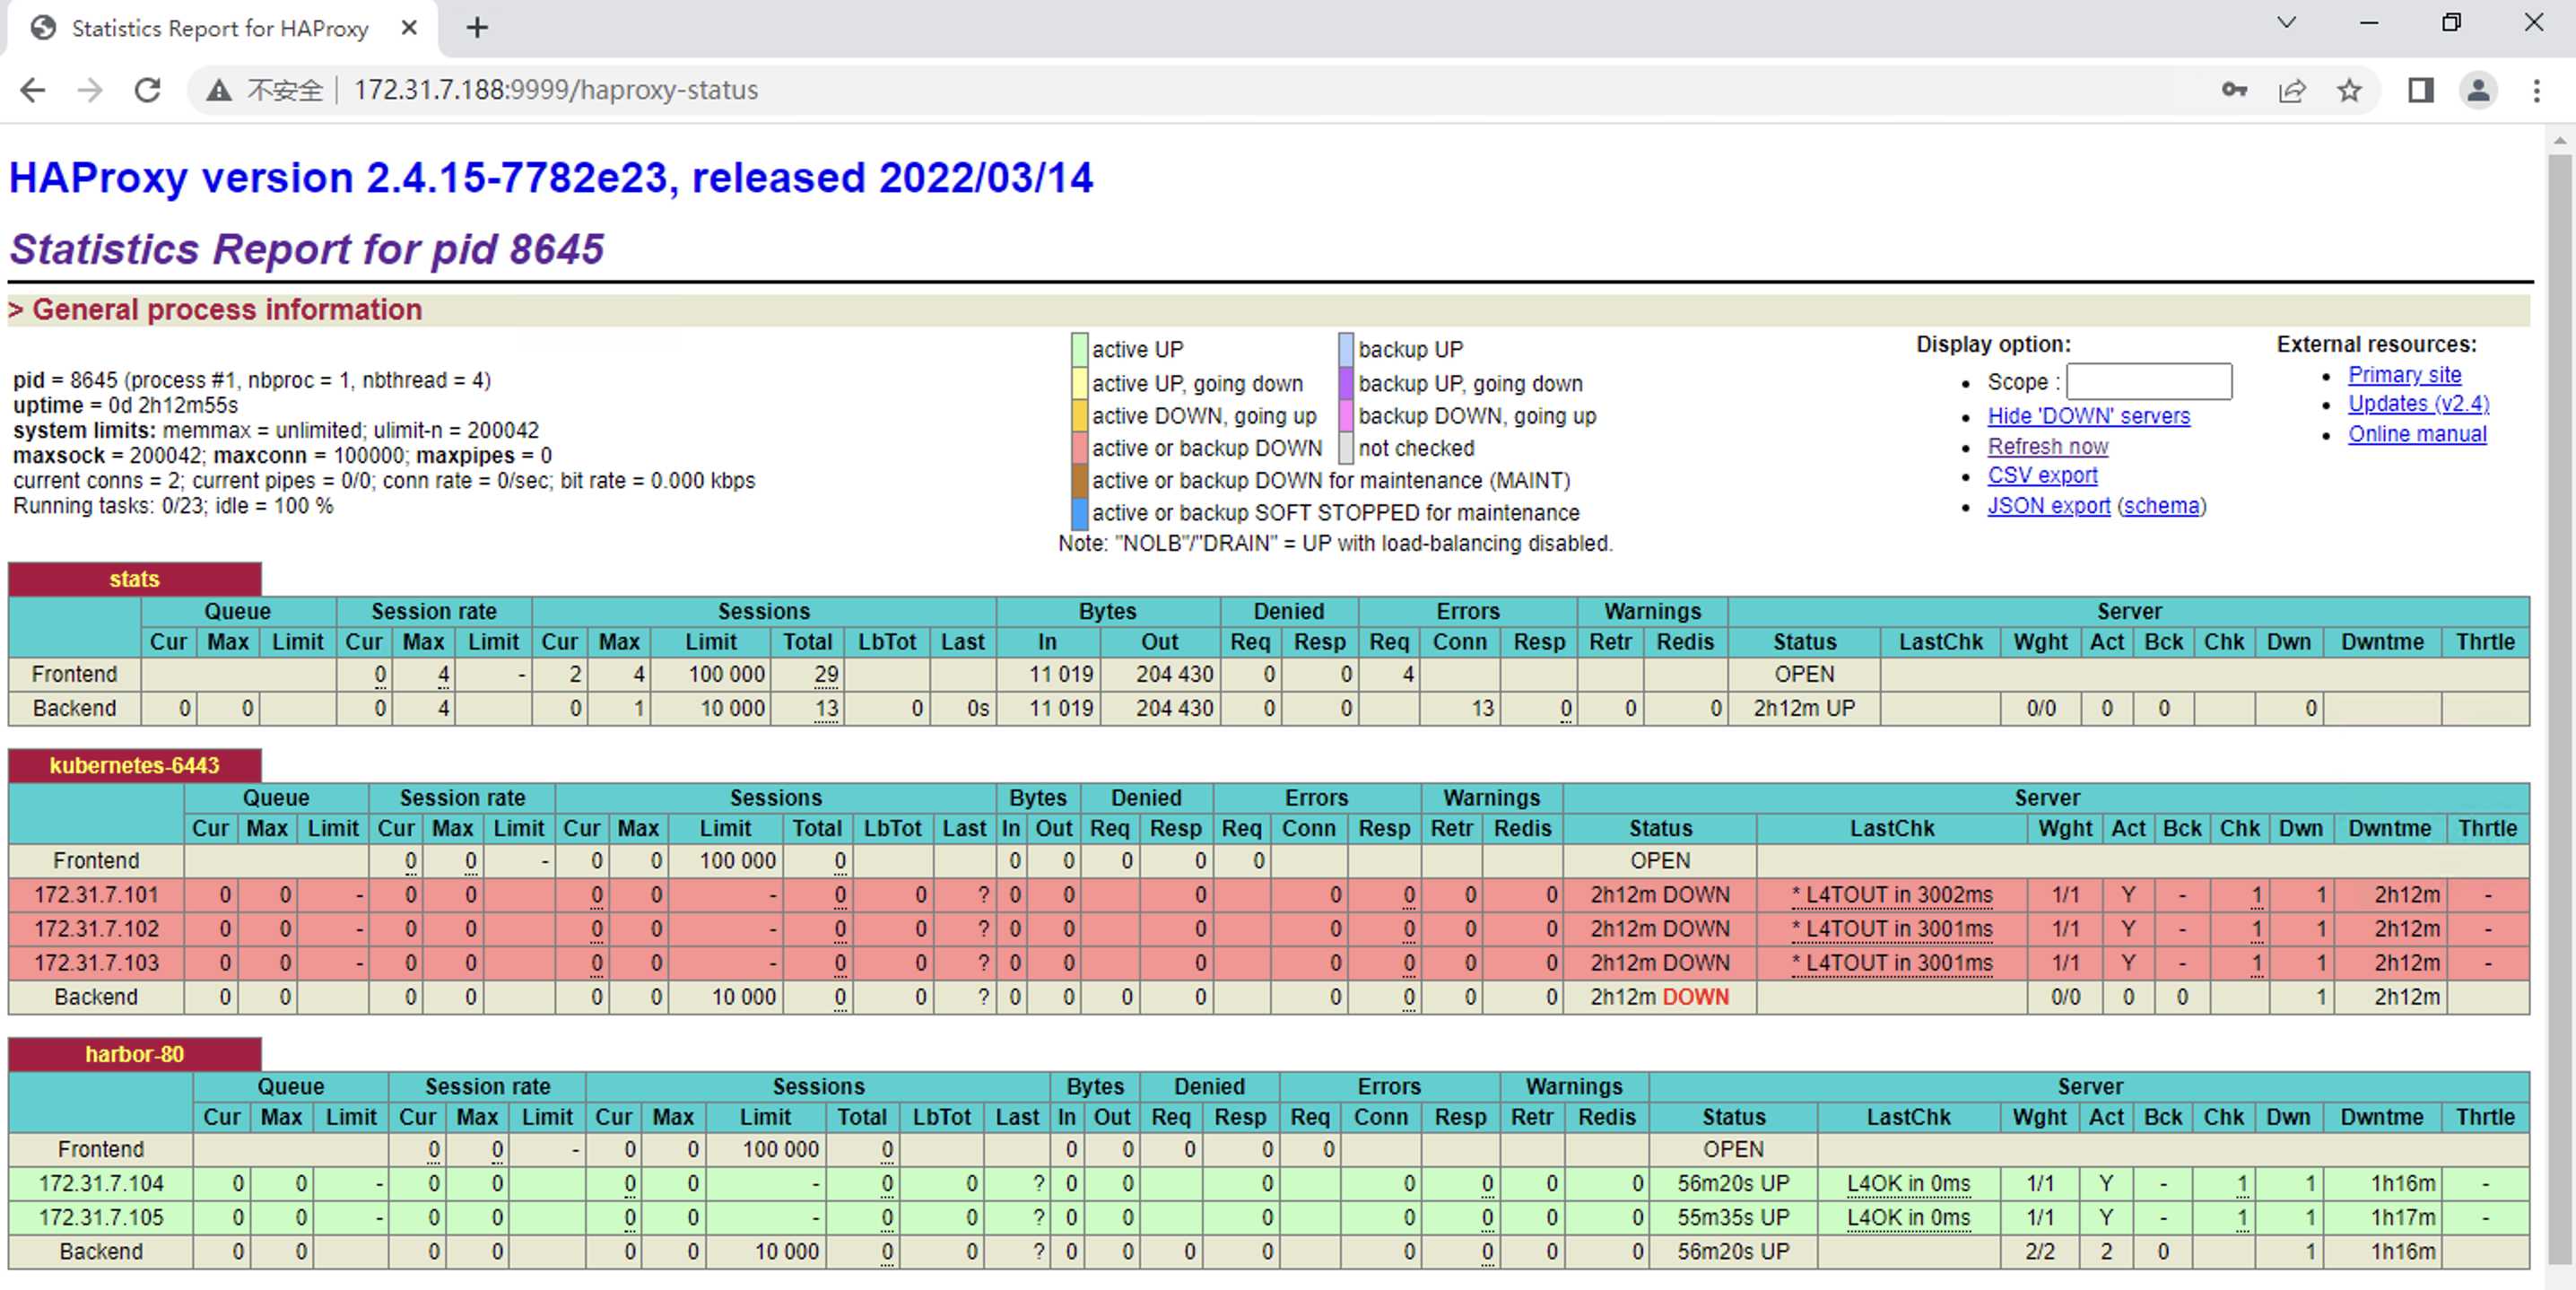 Statistics Report for HAProxy
不安全 | 172.31.7.188:9999/haproxy-status
HAProxy version 2.4.15-7782e23, released 2022/03/14
Statistics Report for pid 8645
> General process information
pid = 8645 (process #1, nbproc = 1, nbthread = 4)
uptime = 0d 2h12m55s
system limits: memmax = unlimited; ulimit-n = 200042
maxsock = 200042; maxconn = 100000; maxpipes = 0
current conns = 2; current pipes = 0/0; conn rate = 0/sec; bit rate = 0.000 kbps
Running tasks: 0/23; idle = 100 %
active UP backup UP
active UP, going down backup UP, going down
active DOWN, going up backup DOWN, going up
active or backup DOWN not checked
active or backup DOWN for maintenance (MAINT)
active or backup SOFT STOPPED for maintenance
Note: "NOLB"/"DRAIN" = UP with load-balancing disabled.
Display option:
• Scope :
• Hide 'DOWN' servers
• Refresh now
• CSV export
• JSON export (schema)
External resources:
• Primary site
• Updates (v2.4)
• Online manual
stats
Queue Session rate Sessions Bytes Denied Errors Warnings Server
Cur Max Limit Cur Max Limit Cur Max Limit Total LbTot Last In Out Req Resp Req Conn Resp Retr Redis Status LastChk Wght Act Bck Chk Dwn Dwntme Thrtle
Frontend 0 4 - 2 4 100 000 29 11 019 204 430 0 0 4 OPEN
Backend 0 0 0 4 0 1 10 000 13 0 0s 11 019 204 430 0 0 13 0 0 0 2h12m UP 0/0 0 0 0
kubernetes-6443
Queue Session rate Sessions Bytes Denied Errors Warnings Server
Cur Max Limit Cur Max Limit Cur Max Limit Total LbTot Last In Out Req Resp Req Conn Resp Retr Redis Status LastChk Wght Act Bck Chk Dwn Dwntme Thrtle
Frontend 0 0 - 0 0 100 000 0 0 0 0 0 0 OPEN
172.31.7.101 0 0 - 0 0 0 0 - 0 0 ? 0 0 0 0 0 0 0 2h12m DOWN * L4TOUT in 3002ms 1/1 Y - 1 1 2h12m -
172.31.7.102 0 0 - 0 0 0 0 - 0 0 ? 0 0 0 0 0 0 0 2h12m DOWN * L4TOUT in 3001ms 1/1 Y - 1 1 2h12m -
172.31.7.103 0 0 - 0 0 0 0 - 0 0 ? 0 0 0 0 0 0 0 2h12m DOWN * L4TOUT in 3001ms 1/1 Y - 1 1 2h12m -
Backend 0 0 0 0 0 0 10 000 0 0 ? 0 0 0 0 0 0 0 0 2h12m DOWN 0/0 0 0 1 2h12m
harbor-80
Queue Session rate Sessions Bytes Denied Errors Warnings Server
Cur Max Limit Cur Max Limit Cur Max Limit Total LbTot Last In Out Req Resp Req Conn Resp Retr Redis Status LastChk Wght Act Bck Chk Dwn Dwntme Thrtle
Frontend 0 0 - 0 0 100 000 0 0 0 0 0 0 OPEN
172.31.7.104 0 0 - 0 0 0 0 - 0 0 ? 0 0 0 0 0 0 0 56m20s UP L4OK in 0ms 1/1 Y - 1 1 1h16m -
172.31.7.105 0 0 - 0 0 0 0 - 0 0 ? 0 0 0 0 0 0 0 55m35s UP L4OK in 0ms 1/1 Y - 1 1 1h17m -
Backend 0 0 0 0 0 0 10 000 0 0 ? 0 0 0 0 0 0 0 0 56m20s UP 2/2 2 0 1 1h16m